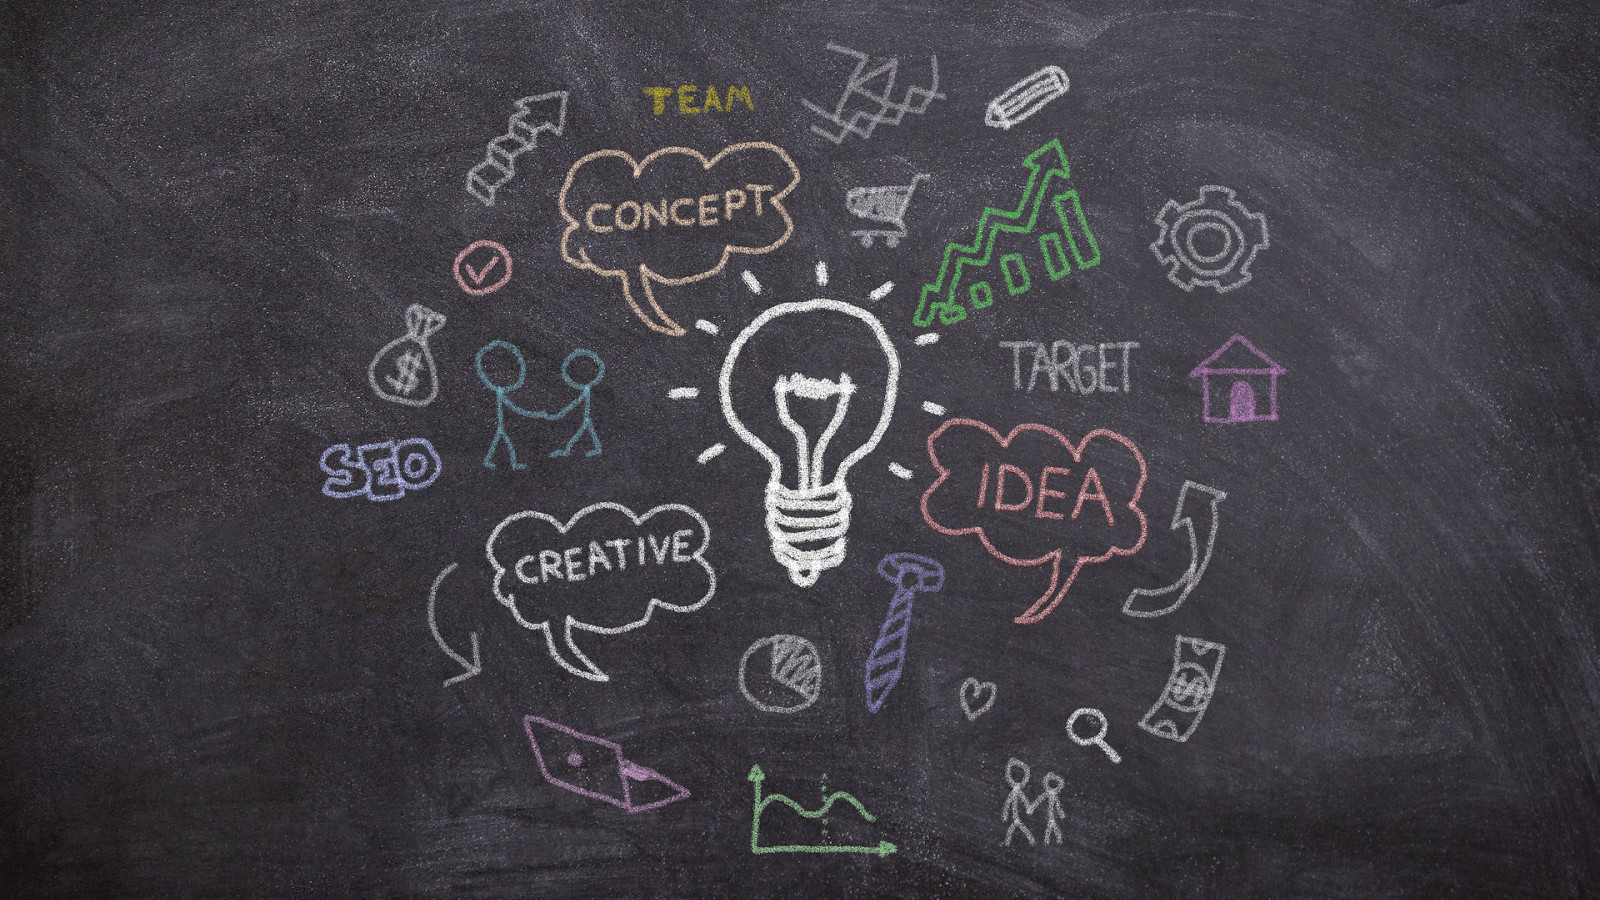 TEAM
CONCEPT
TARGET
$
SEO
IDEA
CREATIVE
$